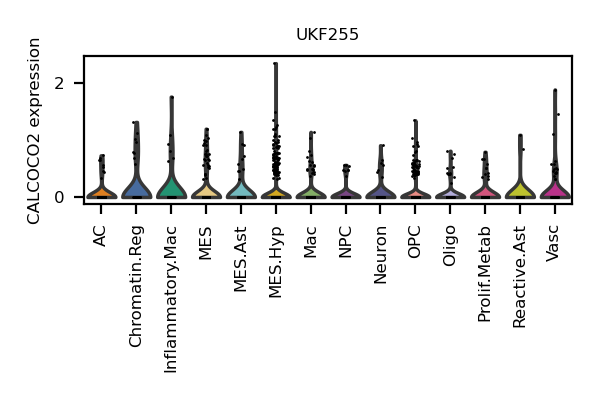 UKF255
CALCOCO2 expression
2
0
AC
Chromatin.Reg
Inflammatory.Mac
MES
MES.Ast
MES.Hyp
Mac
NPC
Neuron
OPC
Oligo
Prolif.Metab
Reactive.Ast
Vasc